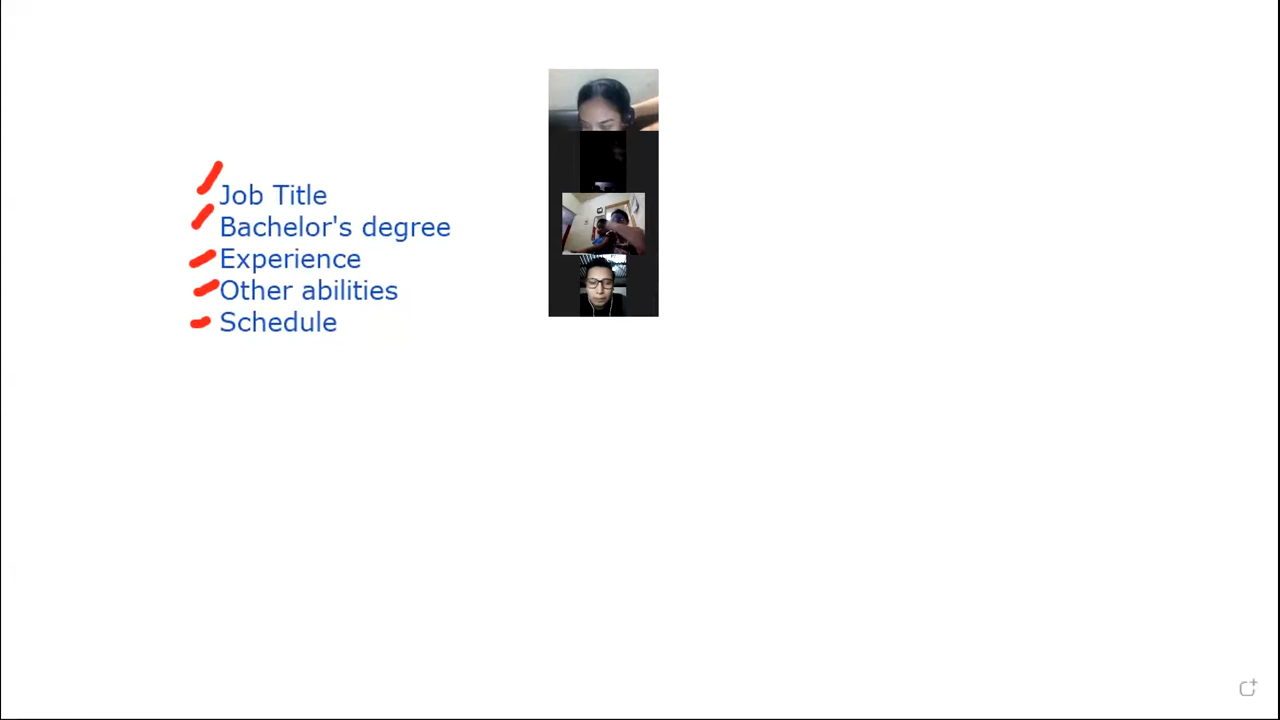 Job Title
Bachelor's degree
Experience
Other abilities
Schedule